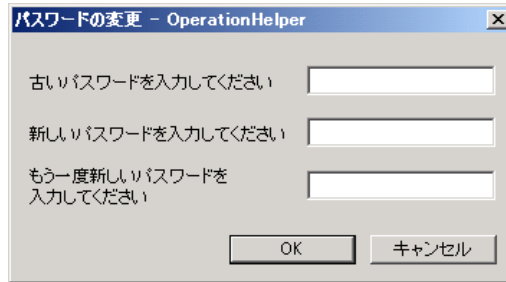 パスワードの変更 - OperationHelper
古いパスワードを入力してください
新しいパスワードを入力してください
もう一度新しいパスワードを
入力してください
OK キャンセル